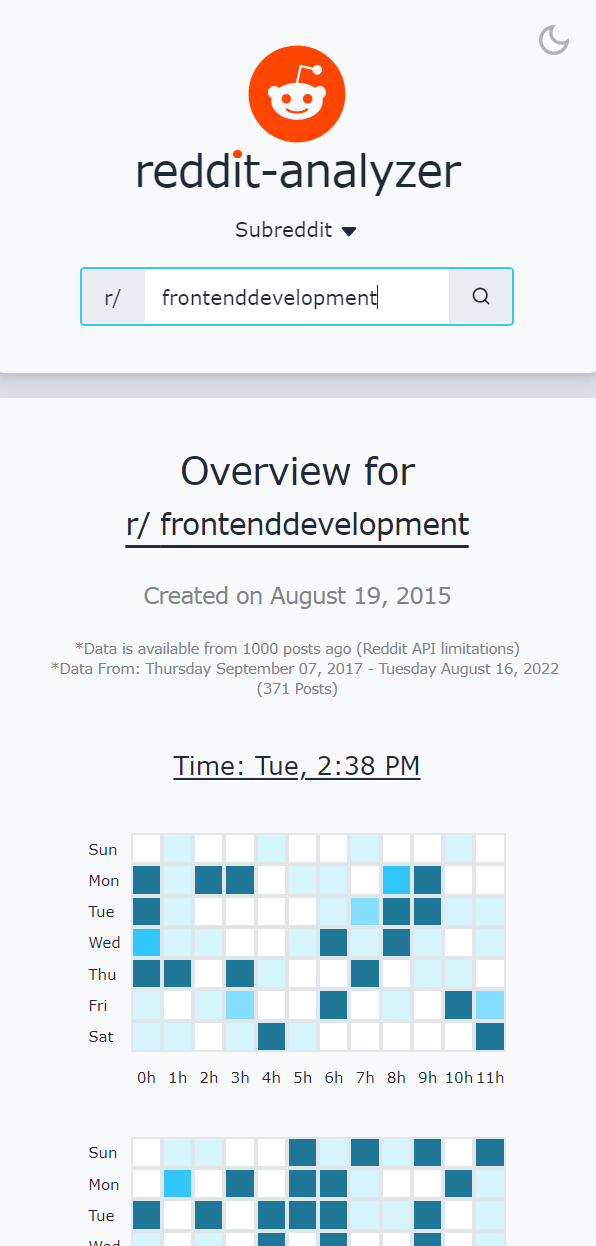 reddit-analyzer
Subreddit
r/ frontenddevelopment
Overview for
r/ frontenddevelopment
Created on August 19, 2015
*Data is available from 1000 posts ago (Reddit API limitations)
*Data From: Thursday September 07, 2017 - Tuesday August 16, 2022
(371 Posts)
Time: Tue, 2:38 PM
Sun
Mon
Tue
Wed
Thu
Fri
Sat
0h 1h 2h 3h 4h 5h 6h 7h 8h 9h 10h 11h
Sun
Mon
Tue
Wed